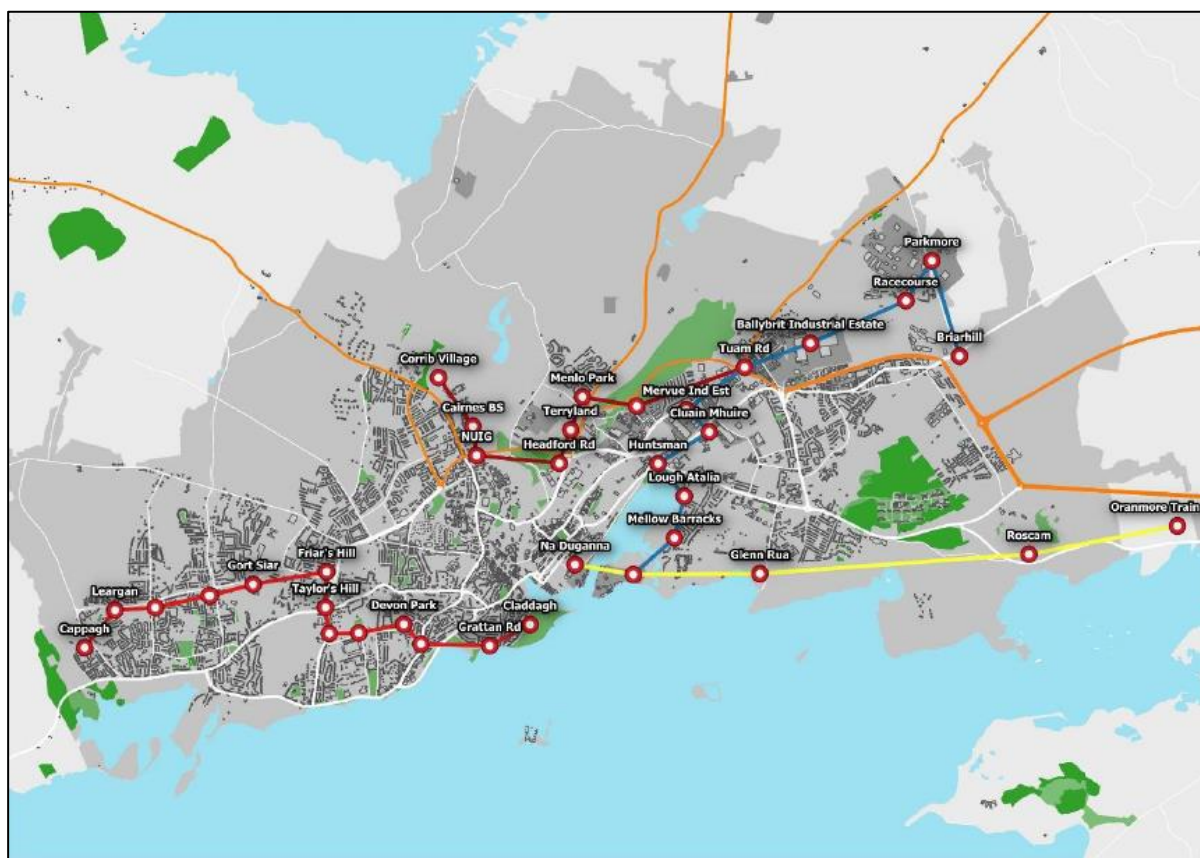 Parkmore
Racecourse
Ballybrit Industrial Estate
Tuam Rd
Briarhill
Corrib Village
Menlo Park
Mervue Ind Est
Cairnes BS
Terryland
Cluain Mhuire
NUIG
Headford Rd
Huntsman
Lough Atalia
Oranmore Train
Mellow Barracks
Roscam
Friar's Hill
Na Duganna
Glenn Rua
Gort Siar
Leargan
Taylor's Hill
Devon Park
Claddagh
Grattan Rd
Cappagh